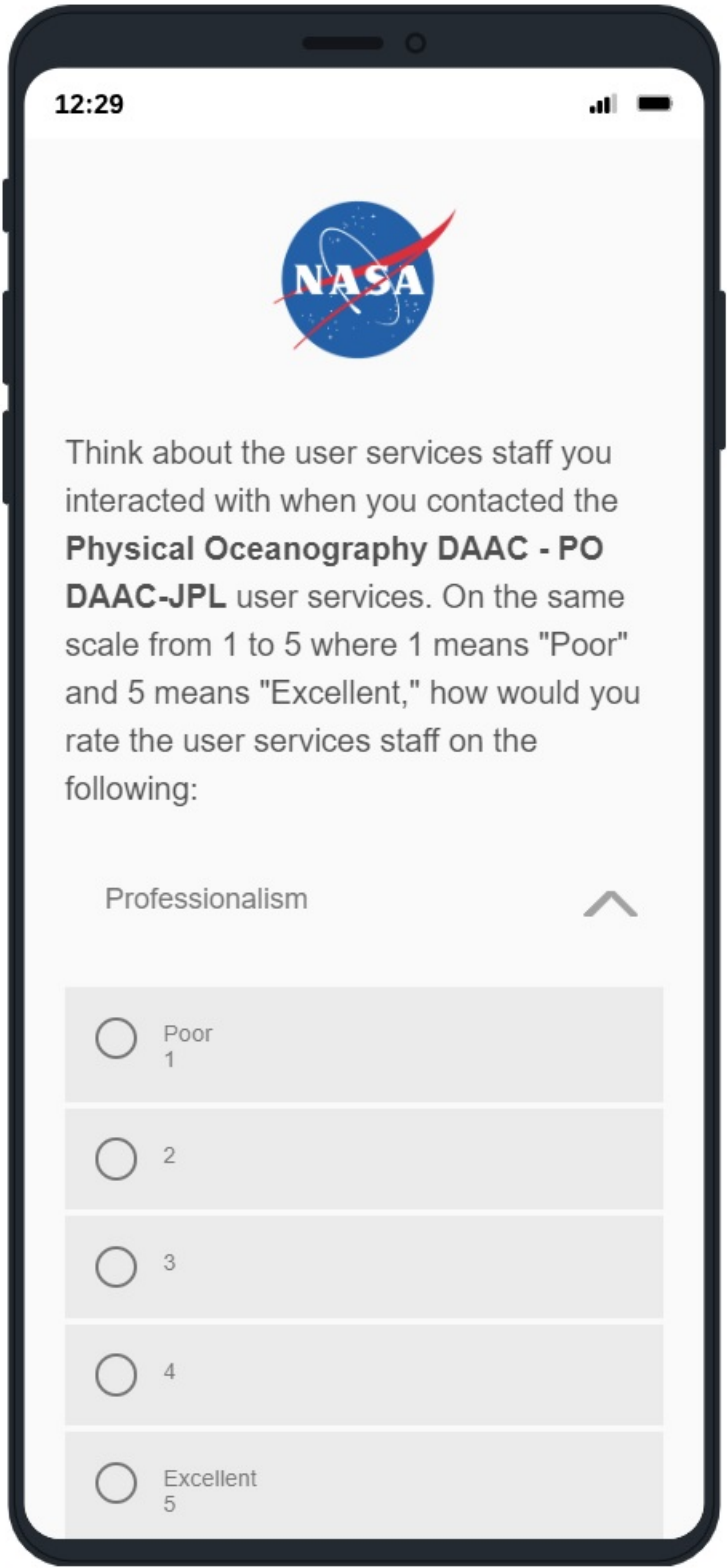 12:29
NASA
Think about the user services staff you
interacted with when you contacted the
Physical Oceanography DAAC - PO
DAAC-JPL user services. On the same
scale from 1 to 5 where 1 means "Poor"
and 5 means "Excellent," how would you
rate the user services staff on the
following:
Professionalism
Poor
1
2
3
4
Excellent
5